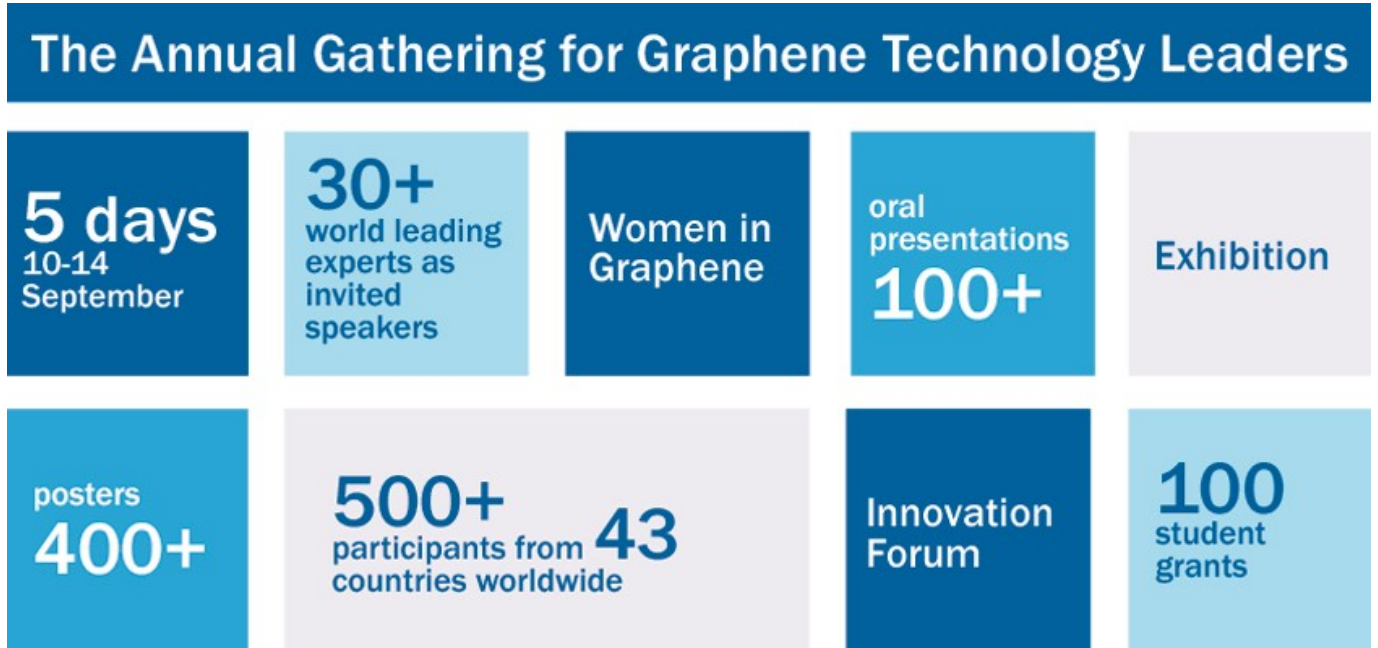 The Annual Gathering for Graphene Technology Leaders
5 days
10-14
September
30+
world leading
experts as
invited
speakers
Women in
Graphene
oral
presentations
100+
Exhibition
posters
400+
500+
participants from 43
countries worldwide
Innovation
Forum
100
student
grants